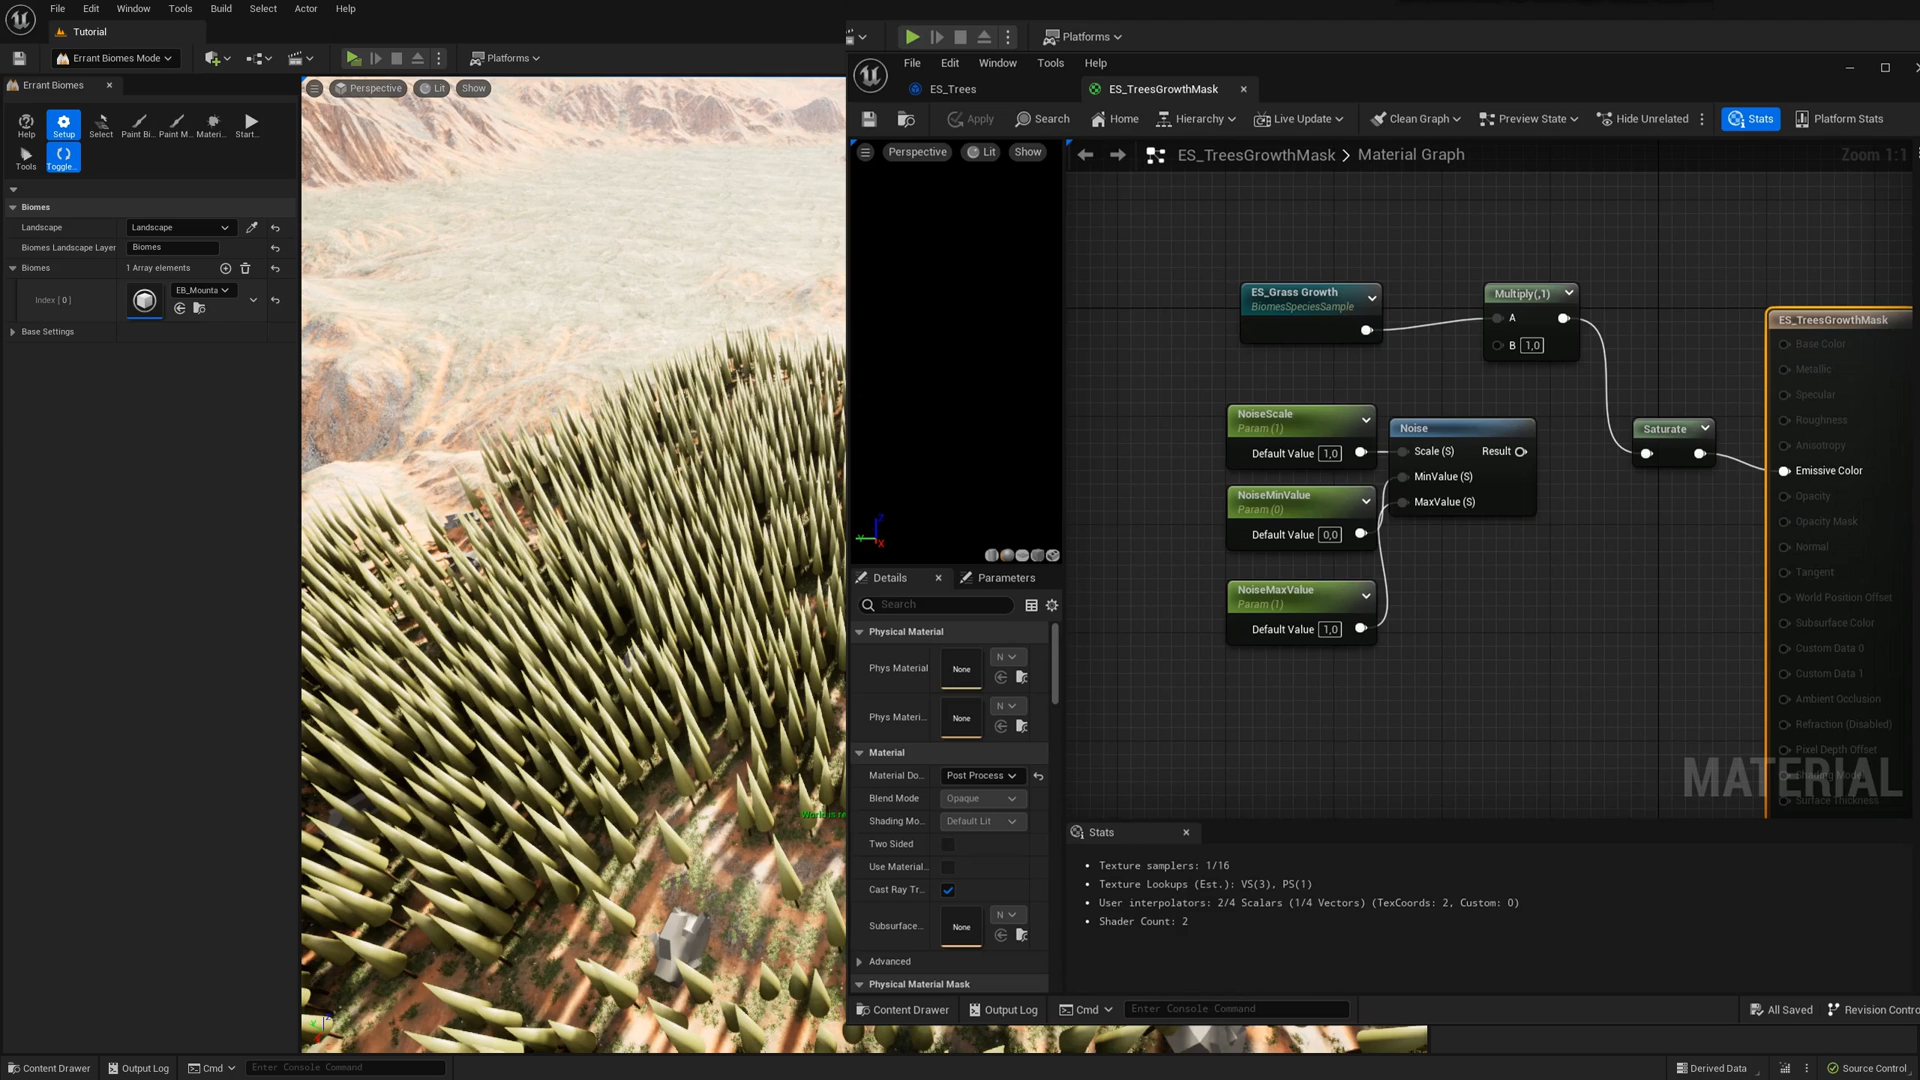 File Edit Window Tools Build Select Actor Help
Tutorial
Errant Biomes Mode
Platforms
Errant Biomes
Help Setup Select Paint Bi... Paint M... Materi... Start...
Tools Toggle...
Biomes
Landscape Landscape
Biomes Landscape Layer Biomes
Biomes 1 Array elements
Index [ 0 ] EB_Mounta
Base Settings
Perspective Lit Show
World is re
Platforms
File Edit Window Tools Help
ES_Trees ES_TreesGrowthMask
Apply Search Home Hierarchy Live Update Clean Graph Preview State Hide Unrelated Stats Platform Stats
Perspective Lit Show
ES_TreesGrowthMask > Material Graph Zoom 1:1
ES_Grass Growth
BiomesSpeciesSample
Multiply(,1)
A
B 1,0
NoiseScale
Param (1)
Default Value 1,0
NoiseMinValue
Param (0)
Default Value 0,0
NoiseMaxValue
Param (1)
Default Value 1,0
Noise
Scale (S) Result
MinValue (S)
MaxValue (S)
Saturate
ES_TreesGrowthMask
Base Color
Metallic
Specular
Roughness
Anisotropy
Emissive Color
Opacity
Opacity Mask
Normal
Tangent
World Position Offset
Subsurface Color
Custom Data 0
Custom Data 1
Ambient Occlusion
Refraction (Disabled)
Pixel Depth Offset
Shading Model
Surface Thickness
MATERIAL
Z
Y
X
Details Parameters
Search
Physical Material
Phys Material None N
Phys Materi... None N
Material
Material Do... Post Process
Blend Mode Opaque
Shading Mo... Default Lit
Two Sided
Use Material...
Cast Ray Tr...
Subsurface... None N
Advanced
Physical Material Mask
Stats
• Texture samplers: 1/16
• Texture Lookups (Est.): VS(3), PS(1)
• User interpolators: 2/4 Scalars (1/4 Vectors) (TexCoords: 2, Custom: 0)
• Shader Count: 2
Content Drawer Output Log Cmd Enter Console Command All Saved Revision Contro
Content Drawer Output Log Cmd Enter Console Command Derived Data Source Control